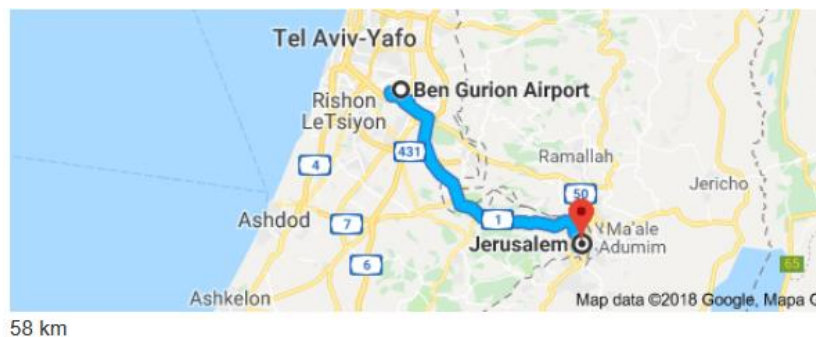 Tel Aviv-Yafo
Ben Gurion Airport
Rishon
LeTsiyon
431
Ramallah
4
50
Jericho
Ashdod
7
1
Ma'ale
Adumim
Jerusalem
6
65
Ashkelon
Map data ©2018 Google, Mapa
58 km